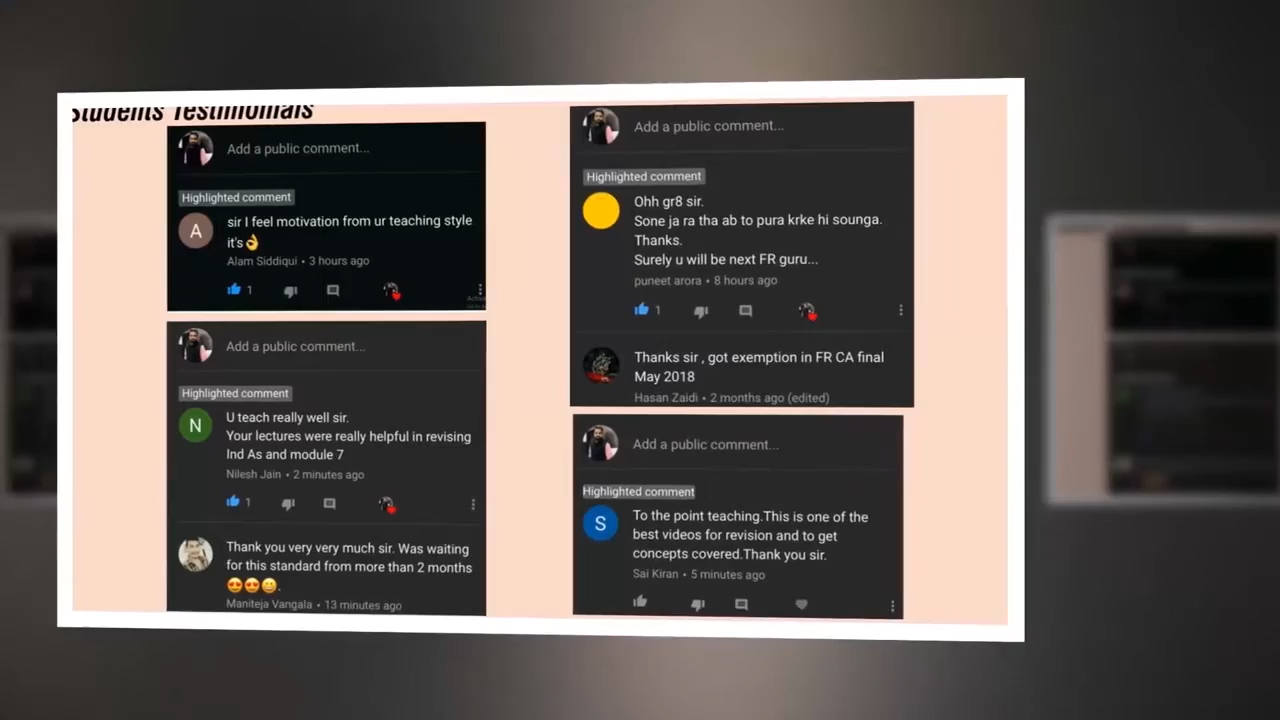 Students Testimonials
Add a public comment...
Highlighted comment
A
sir I feel motivation from ur teaching style
it's👌
Alam Siddiqui • 3 hours ago
1
Add a public comment...
Highlighted comment
N
U teach really well sir.
Your lectures were really helpful in revising
Ind As and module 7
Nilesh Jain • 2 minutes ago
1
Thank you very very much sir. Was waiting
for this standard from more than 2 months
😍😍🙂.
Maniteja Vangala • 13 minutes ago
Add a public comment...
Highlighted comment
Ohh gr8 sir.
Sone ja ra tha ab to pura krke hi sounga.
Thanks.
Surely u will be next FR guru...
puneet arora • 8 hours ago
1
Thanks sir , got exemption in FR CA final
May 2018
Hasan Zaidi • 2 months ago (edited)
Add a public comment...
Highlighted comment
S
To the point teaching.This is one of the
best videos for revision and to get
concepts covered.Thank you sir.
Sai Kiran • 5 minutes ago